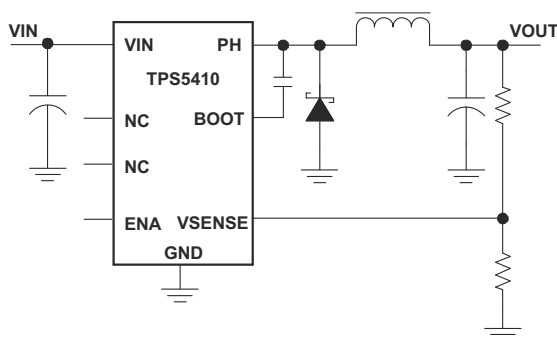 VIN
VOUT
VIN PH
TPS5410
NC BOOT
NC
ENA VSENSE
GND